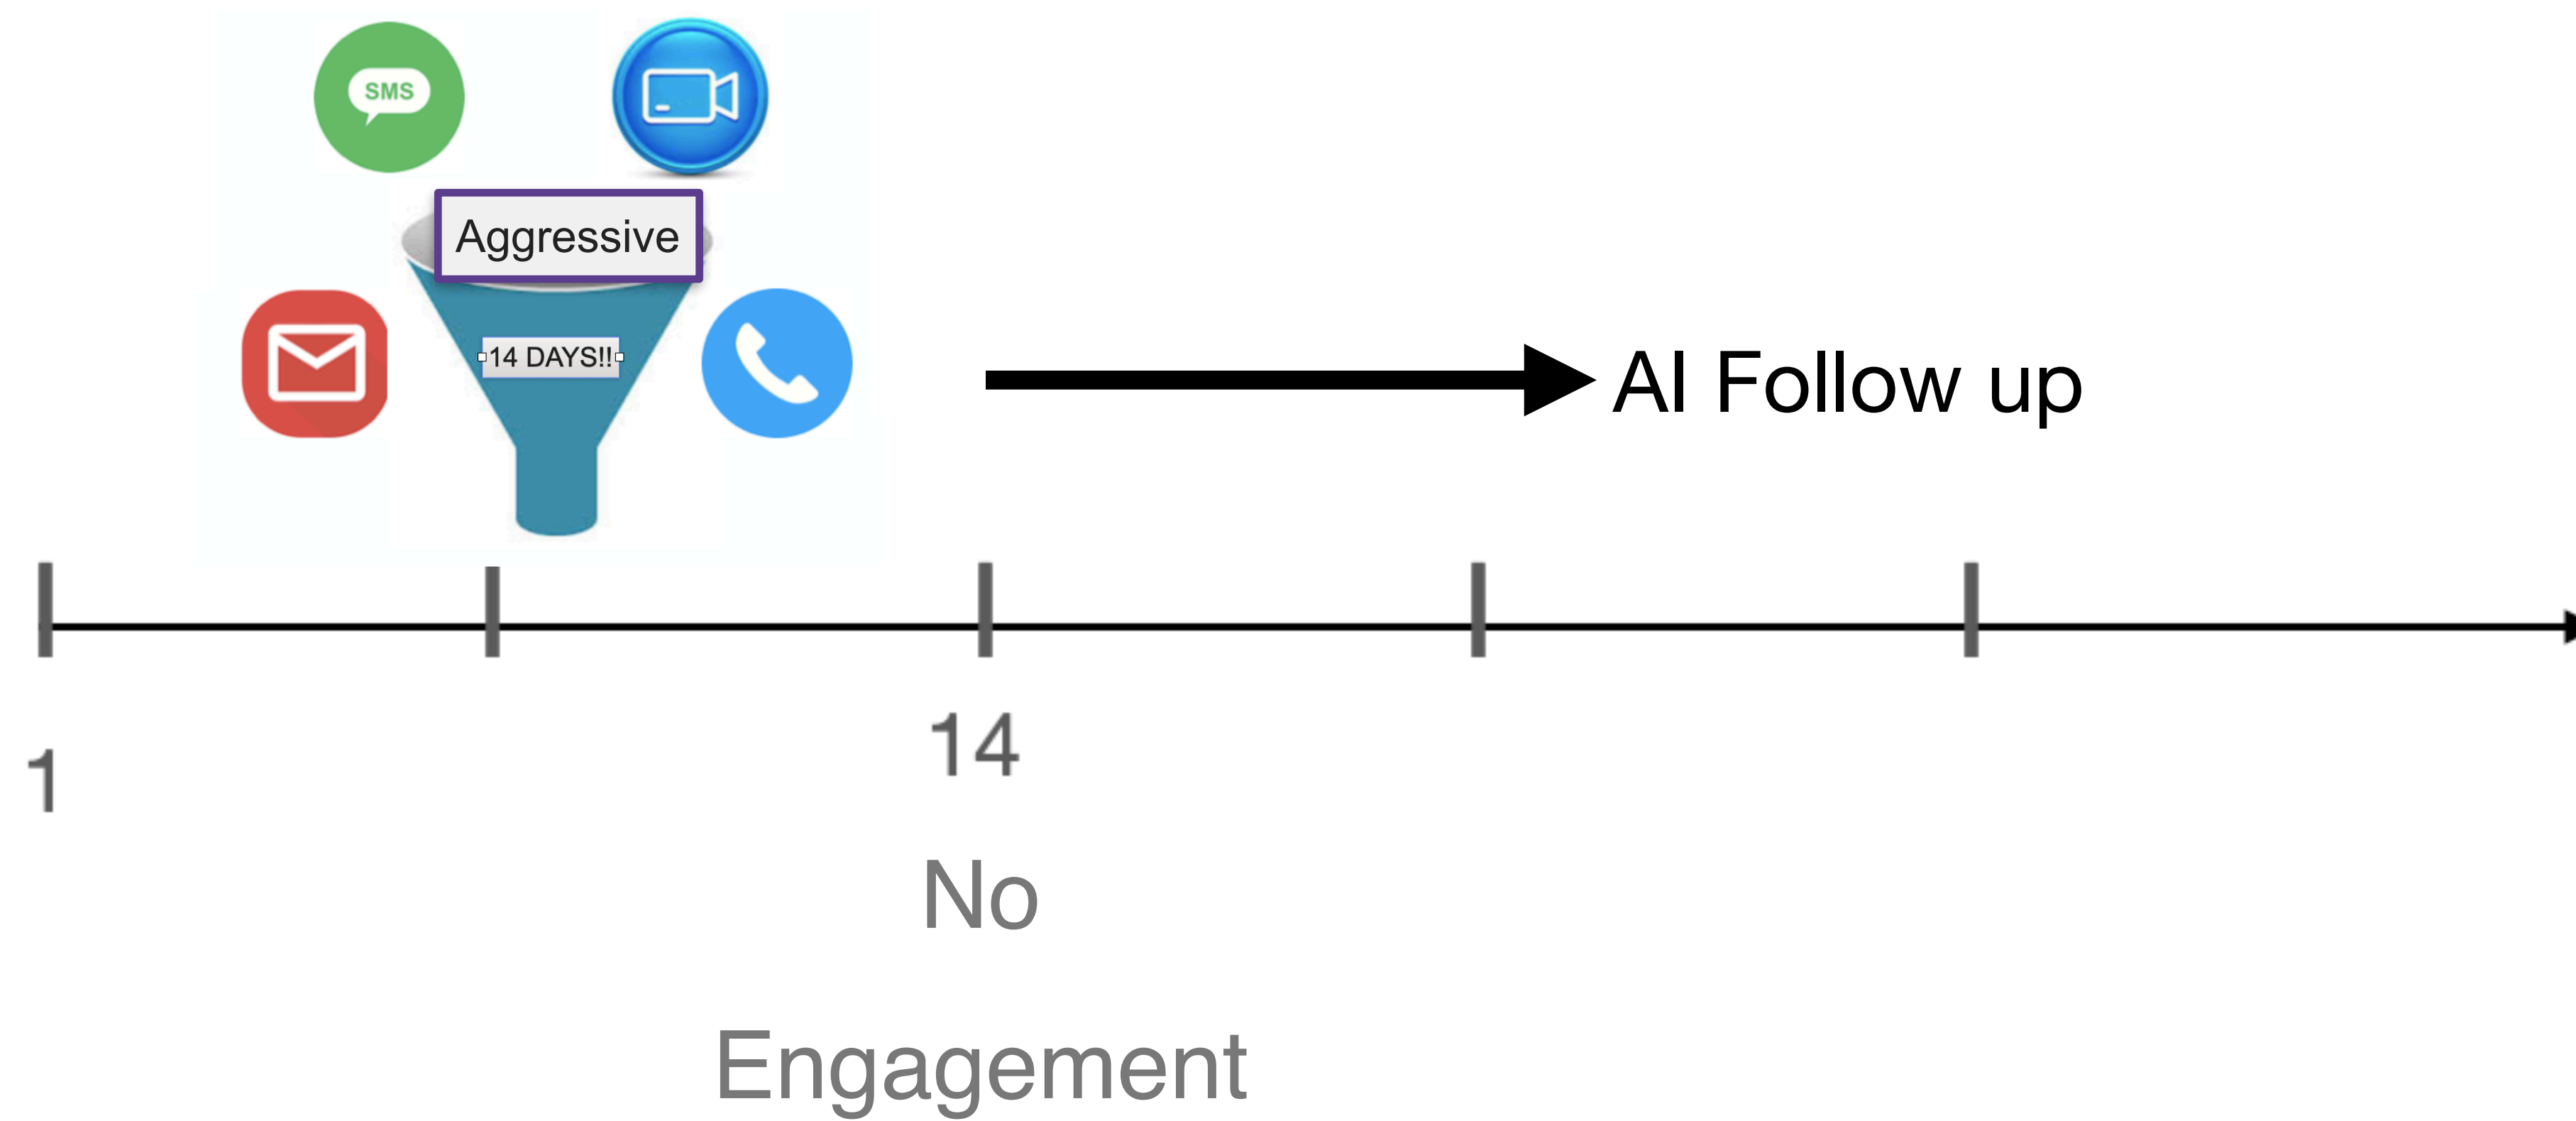 SMS
Aggressive
14 DAYS!!
AI Follow up
1
14
No
Engagement